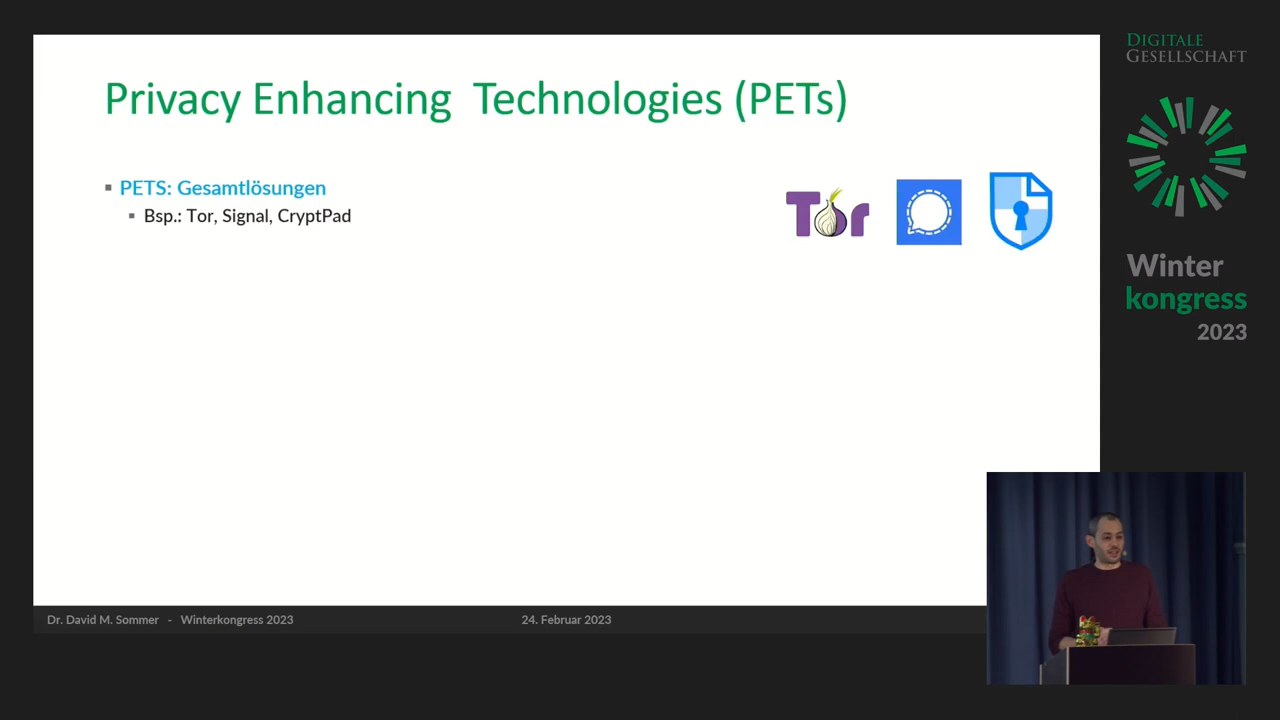 Privacy Enhancing Technologies (PETs)
PETS: Gesamtlösungen
Bsp.: Tor, Signal, CryptPad
Tor
Dr. David M. Sommer - Winterkongress 2023
24. Februar 2023
DIGITALE
GESELLSCHAFT
Winter
kongress
2023